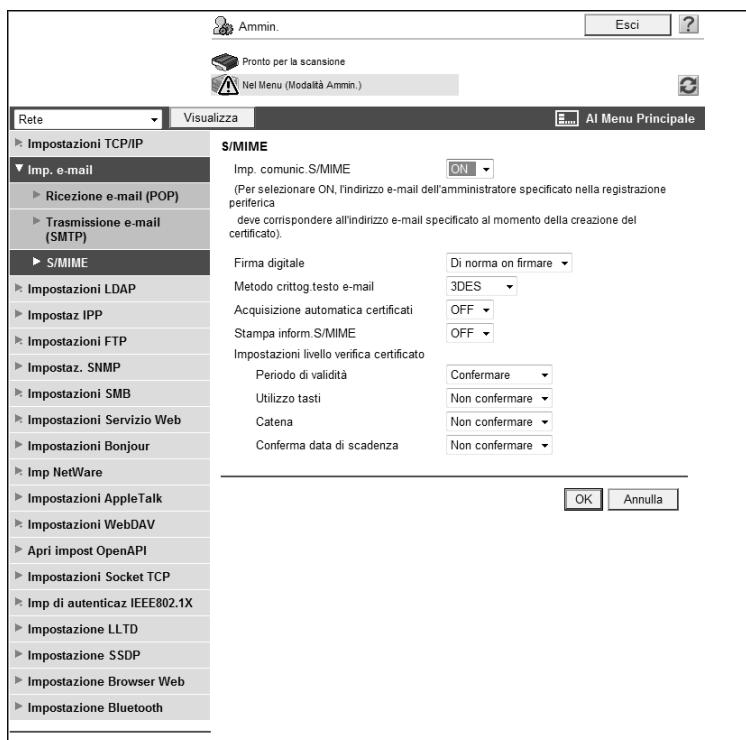 Ammin.
Esci
?
Pronto per la scansione
Nel Menu (Modalità Ammin.)
Rete
Visualizza
Al Menu Principale
Impostazioni TCP/IP
Imp. e-mail
Ricezione e-mail (POP)
Trasmissione e-mail
(SMTP)
S/MIME
Impostazioni LDAP
Impostaz IPP
Impostazioni FTP
Impostaz. SNMP
Impostazioni SMB
Impostazioni Servizio Web
Impostazioni Bonjour
Imp NetWare
Impostazioni AppleTalk
Impostazioni WebDAV
Apri impost OpenAPI
Impostazioni Socket TCP
Imp di autenticaz IEEE802.1X
Impostazione LLTD
Impostazione SSDP
Impostazione Browser Web
Impostazione Bluetooth
S/MIME
Imp. comunic.S/MIME ON
(Per selezionare ON, l'indirizzo e-mail dell'amministratore specificato nella registrazione
periferica
deve corrispondere all'indirizzo e-mail specificato al momento della creazione del
certificato).
Firma digitale Di norma on firmare
Metodo crittog.testo e-mail 3DES
Acquisizione automatica certificati OFF
Stampa inform.S/MIME OFF
Impostazioni livello verifica certificato
Periodo di validità Confermare
Utilizzo tasti Non confermare
Catena Non confermare
Conferma data di scadenza Non confermare
OK
Annulla